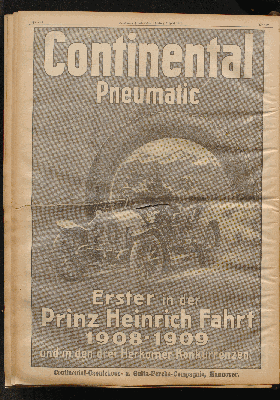 Continental
Pneumatic
Erster in der
Prinz Heinrich Fahrt
1908-1909
und in den drei Herkomer Konkurrenzen.
Continental-Caoutchouc- u. Gutta-Percha-Compagnie, Hannover.